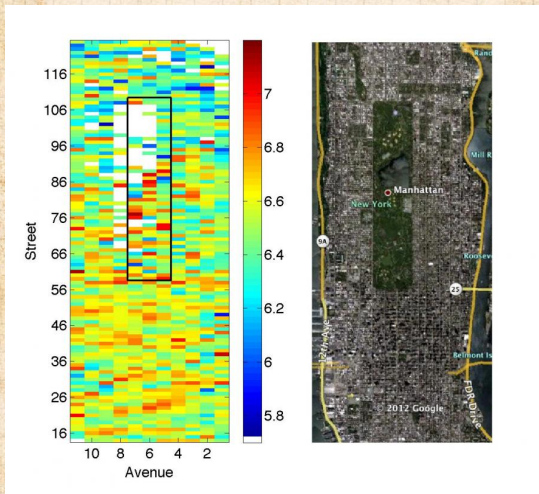 Street
116
106
96
86
76
66
56
46
36
26
16
10 8 6 4 2
Avenue
7
6.8
6.6
6.4
6.2
6
5.8
Manhattan
New York
Mill R
9A
25
Roosev
Belmont Is
FDR Drive
2012 Google